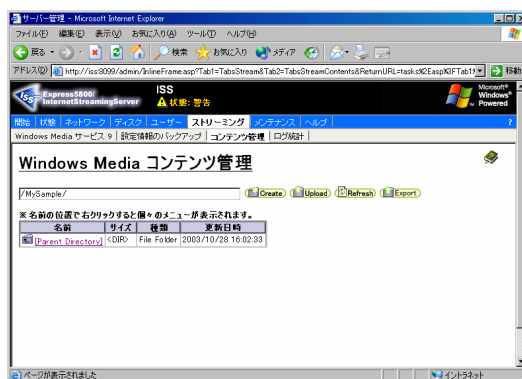 サーバー管理 - Microsoft Internet Explorer
ファイル(F) 編集(E) 表示(V) お気に入り(A) ツール(T) ヘルプ(H)
戻る 検索 お気に入り メディア
アドレス(D) http://iss:8099/admin/InlineFrame.asp?Tab1=TabsStream&Tab2=TabsStreamContents&ReturnURL=tasks%2Easp%3FTab1 移動
ISS Express5800/
InternetStreamingServer
ISS
状態: 警告
Microsoft®
Windows®
Powered
開始 状態 ネットワーク ディスク ユーザー ストリーミング メンテナンス ヘルプ ?
Windows Media サービス 9 設定情報のバックアップ コンテンツ管理 ログ統計
Windows Media コンテンツ管理
/MySample/ Create Upload Refresh Export
※名前の位置で右クリックすると個々のメニューが表示されます。
名前 サイズ 種類 更新日時
[Parent Directory] <DIR> File Folder 2003/10/28 16:02:33
ページが表示されました イントラネット